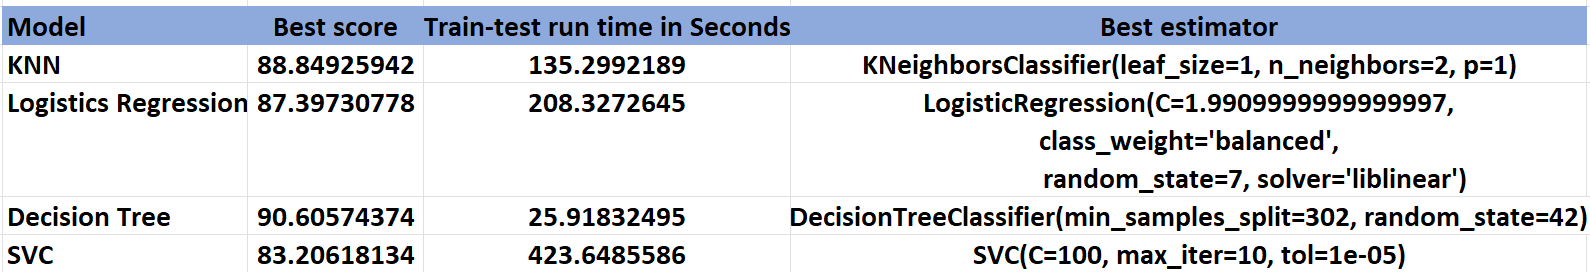 Model Best score Train-test run time in Seconds Best estimator
KNN 88.84925942 135.2992189 KNeighborsClassifier(leaf_size=1, n_neighbors=2, p=1)
Logistics Regression 87.39730778 208.3272645 LogisticRegression(C=1.9909999999999997,
class_weight='balanced',
random_state=7, solver='liblinear')
Decision Tree 90.60574374 25.91832495 DecisionTreeClassifier(min_samples_split=302, random_state=42)
SVC 83.20618134 423.6485586 SVC(C=100, max_iter=10, tol=1e-05)